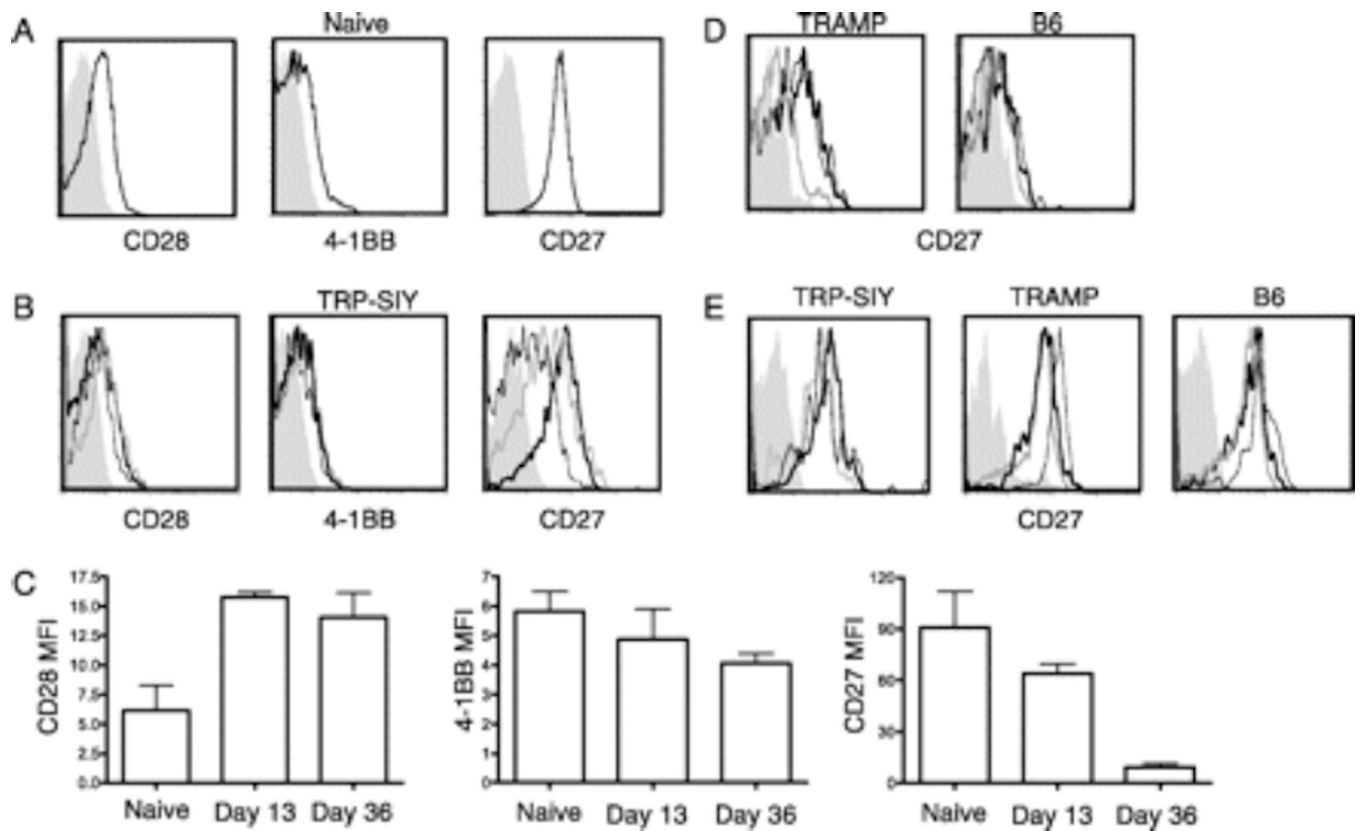 A
Naive
CD28
4-1BB
CD27
B
TRP-SIY
CD28
4-1BB
CD27
C
CD28 MFI
17.5
15.0
12.5
10.0
7.5
5.0
2.5
0.0
Naive
Day 13
Day 36
4-1BB MFI
7
6
5
4
3
2
1
0
Naive
Day 13
Day 36
CD27 MFI
120
90
60
30
0
Naive
Day 13
Day 36
D
TRAMP
B6
CD27
E
TRP-SIY
TRAMP
B6
CD27